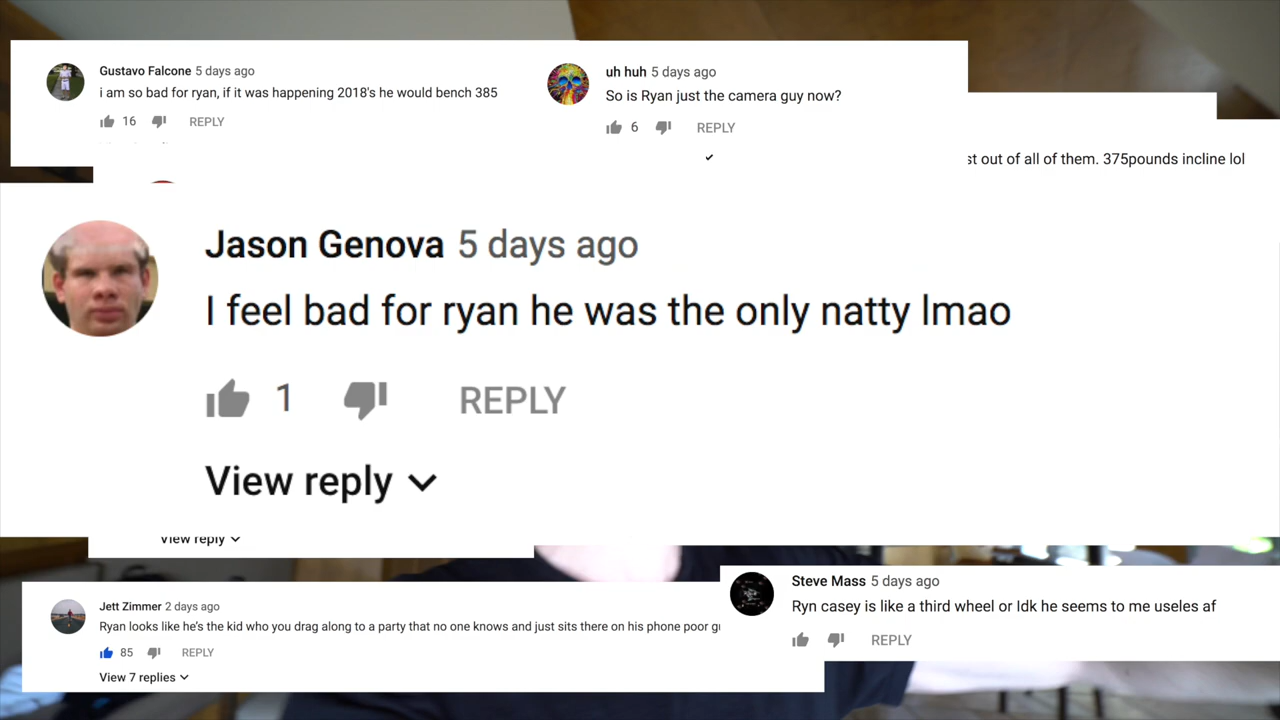 Gustavo Falcone 5 days ago
i am so bad for ryan, if it was happening 2018's he would bench 385
16 REPLY
uh huh 5 days ago
So is Ryan just the camera guy now?
6 REPLY
out of all of them. 375pounds incline lol
Jason Genova 5 days ago
I feel bad for ryan he was the only natty lmao
1 REPLY
View reply
View reply
Jett Zimmer 2 days ago
Ryan looks like he's the kid who you drag along to a party that no one knows and just sits there on his phone poor
85 REPLY
View 7 replies
Steve Mass 5 days ago
Ryn casey is like a third wheel or Idk he seems to me useles af
REPLY